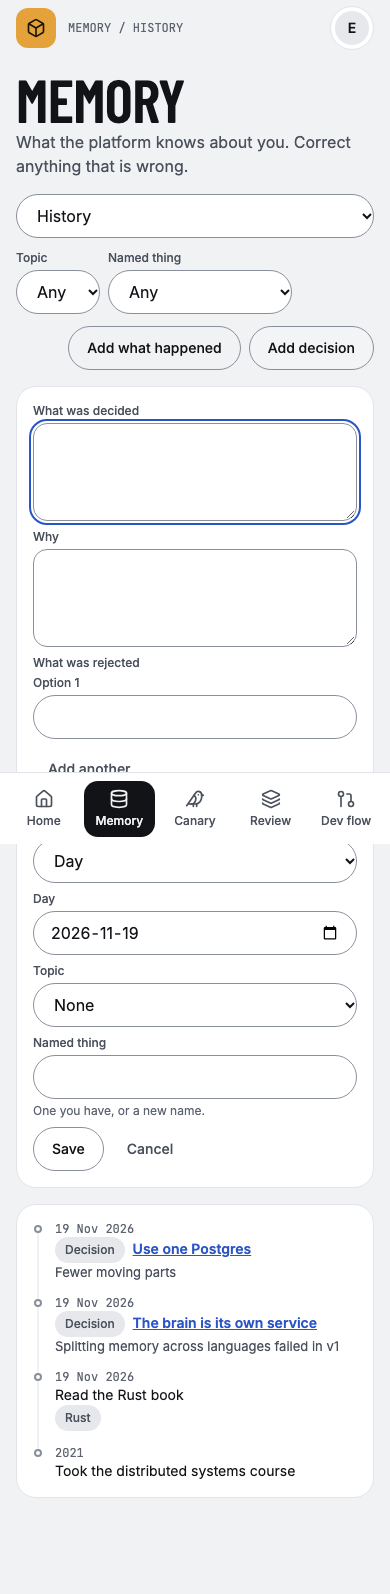 MEMORY / HISTORY
E
MEMORY
What the platform knows about you. Correct
anything that is wrong.
History
Topic
Named thing
Any
Any
Add what happened
Add decision
What was decided
Why
What was rejected
Option 1
Add another
Home
Memory
Canary
Review
Dev flow
Day
Day
2026-11-19
Topic
None
Named thing
One you have, or a new name.
Save
Cancel
19 Nov 2026
Decision Use one Postgres
Fewer moving parts
19 Nov 2026
Decision The brain is its own service
Splitting memory across languages failed in v1
19 Nov 2026
Read the Rust book
Rust
2021
Took the distributed systems course